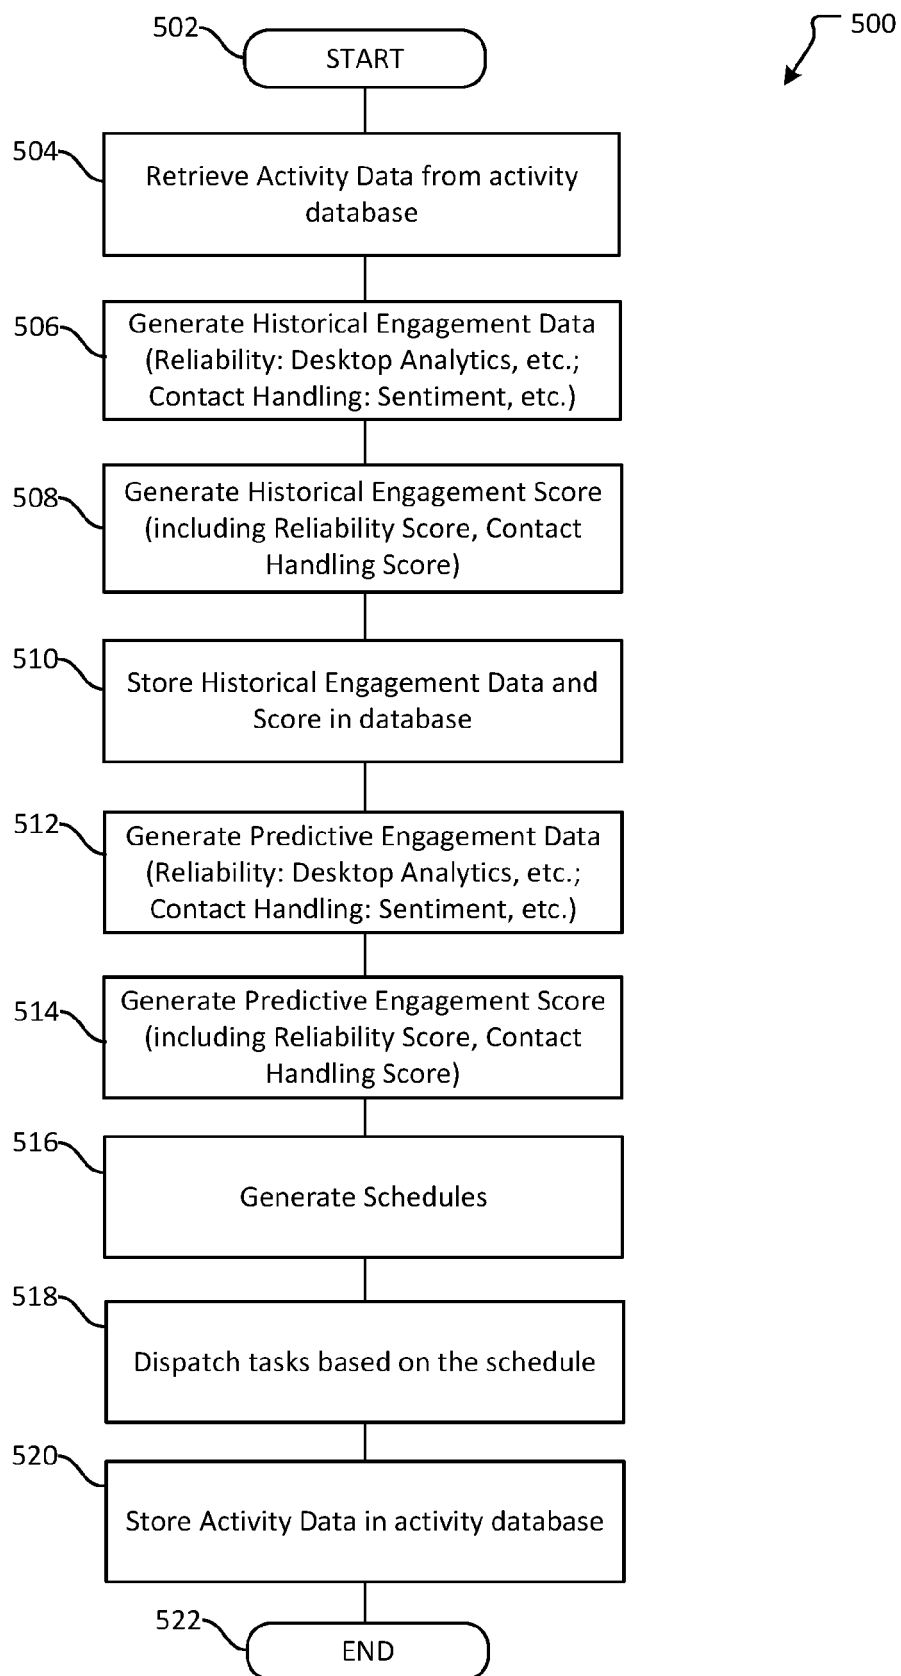 502
START
500
504
Retrieve Activity Data from activity
database
506
Generate Historical Engagement Data
(Reliability: Desktop Analytics, etc.;
Contact Handling: Sentiment, etc.)
508
Generate Historical Engagement Score
(including Reliability Score, Contact
Handling Score)
510
Store Historical Engagement Data and
Score in database
512
Generate Predictive Engagement Data
(Reliability: Desktop Analytics, etc.;
Contact Handling: Sentiment, etc.)
514
Generate Predictive Engagement Score
(including Reliability Score, Contact
Handling Score)
516
Generate Schedules
518
Dispatch tasks based on the schedule
520
Store Activity Data in activity database
522
END